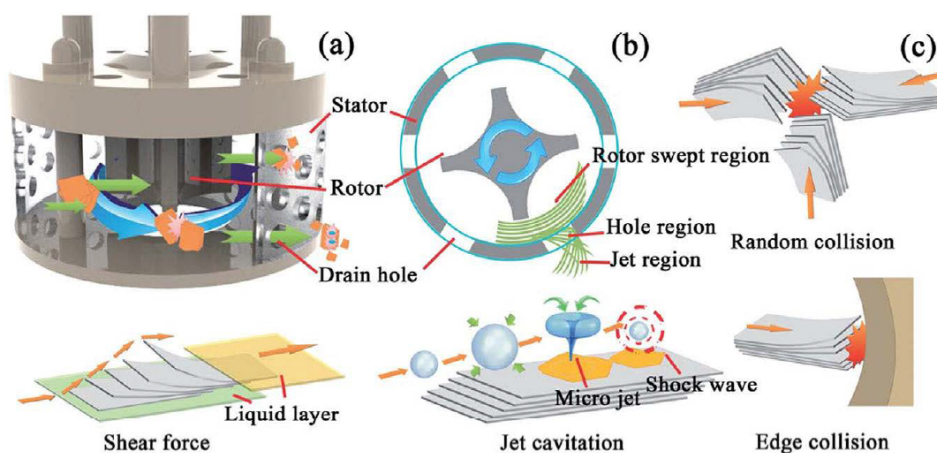 (a)
(b)
(c)
Stator
Rotor
Drain hole
Rotor swept region
Hole region
Jet region
Random collision
Liquid layer
Shear force
Micro jet
Shock wave
Jet cavitation
Edge collision